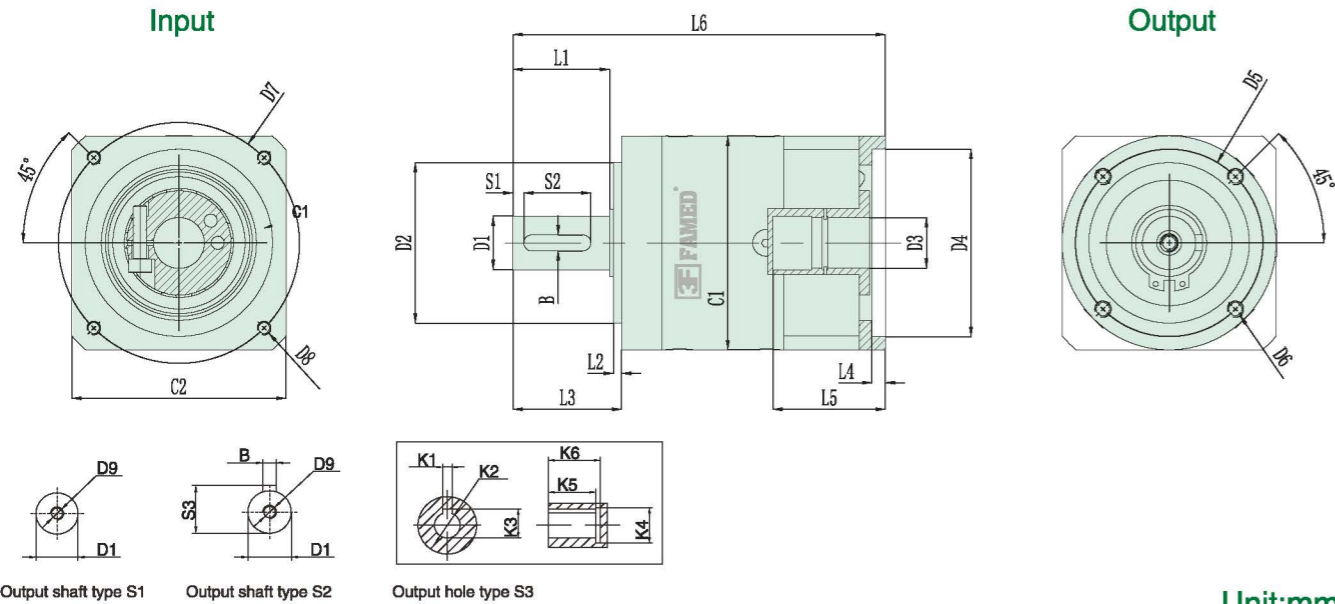 Input
Output
L6
L1
D7
D5
45°
45°
C1
S1
S2
D2
D1
B
3F FAMED®
C1
D3
D4
L2
L4
L3
L5
D8
C2
D6
D9
D1
B
D9
S3
D1
K1
K2
K3
K6
K5
K4
Output shaft type S1
Output shaft type S2
Output hole type S3
Unit:mm